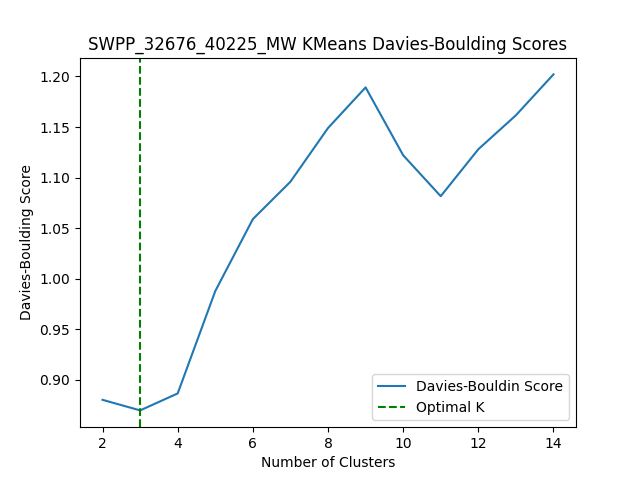 SWPP_32676_40225_MW KMeans Davies-Boulding Scores
1.20
1.15
1.10
1.05
1.00
0.95
0.90
Davies-Boulding Score
2 4 6 8 10 12 14
Number of Clusters
Davies-Bouldin Score
Optimal K